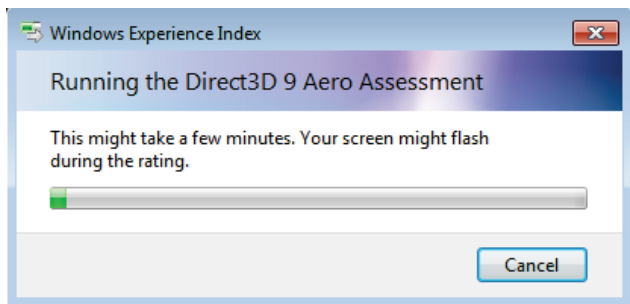 Windows Experience Index
Running the Direct3D 9 Aero Assessment
This might take a few minutes. Your screen might flash
during the rating.
Cancel